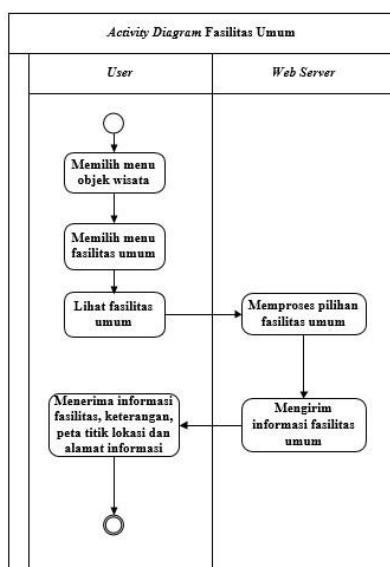 Activity Diagram Fasilitas Umum
User
Web Server
Memilih menu
objek wisata
Memilih menu
fasilitas umum
Lihat fasilitas
umum
Memproses pilihan
fasilitas umum
Mengirim
informasi fasilitas
umum
Menerima informasi
fasilitas, keterangan,
peta titik lokasi dan
alamat informasi